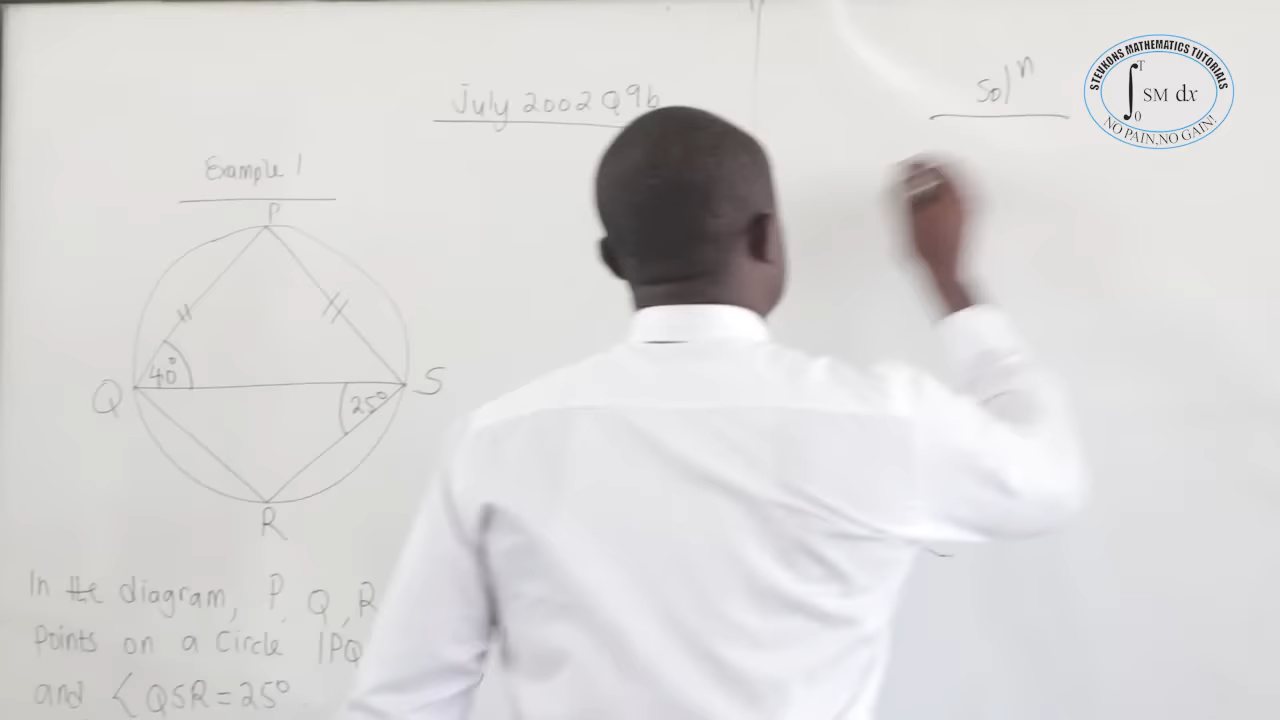 July 2002 Q9b
Example 1
P
40°
Q
S
25°
R
In the diagram, P, Q, R
points on a Circle |PQ
and < QSR = 25°
Solⁿ
STEUKONS MATHEMATICS TUTORIALS
∫₀ᵀ SM dx
NO PAIN,NO GAIN!